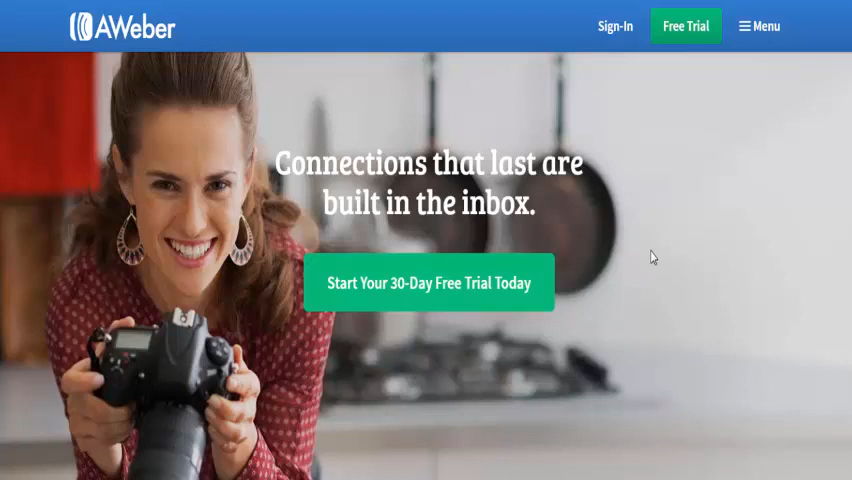 AWeber
Sign-In
Free Trial
Menu
Connections that last are
built in the inbox.
Start Your 30-Day Free Trial Today